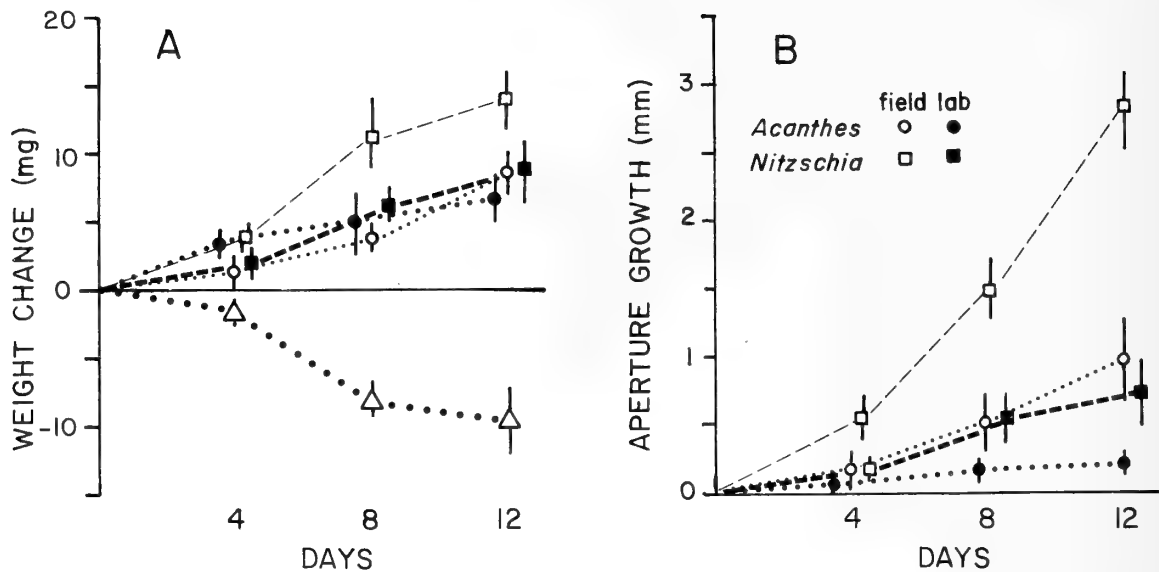 A
WEIGHT CHANGE (mg)
20
10
0
-10
4 8 12
DAYS
B
APERTURE GROWTH (mm)
3
2
1
0
field lab
Acanthes
Nitzschia
4 8 12
DAYS